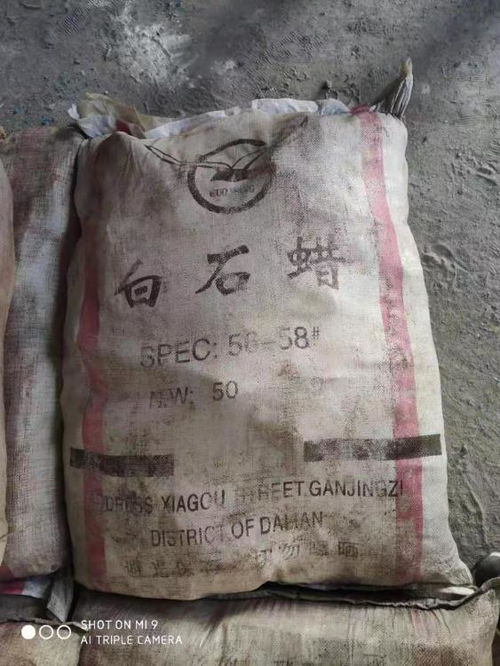 白石蜡
SPEC: 56-58#
N.W: 50
DRESS XIAGOU STREET, GANJINGZI
DISTRICT OF DALIAN
SHOT ON MI 9
AI TRIPLE CAMERA